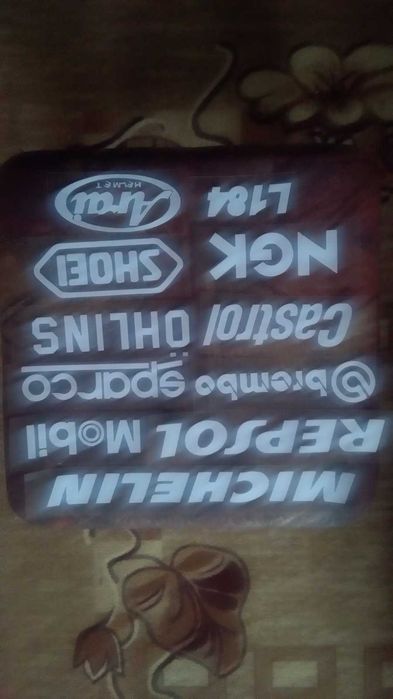 MICHELIN
REPSOL Mobil
brembo sparco
Castrol ÖHLINS
NGK SHOEI
L184 Arai
HELMET